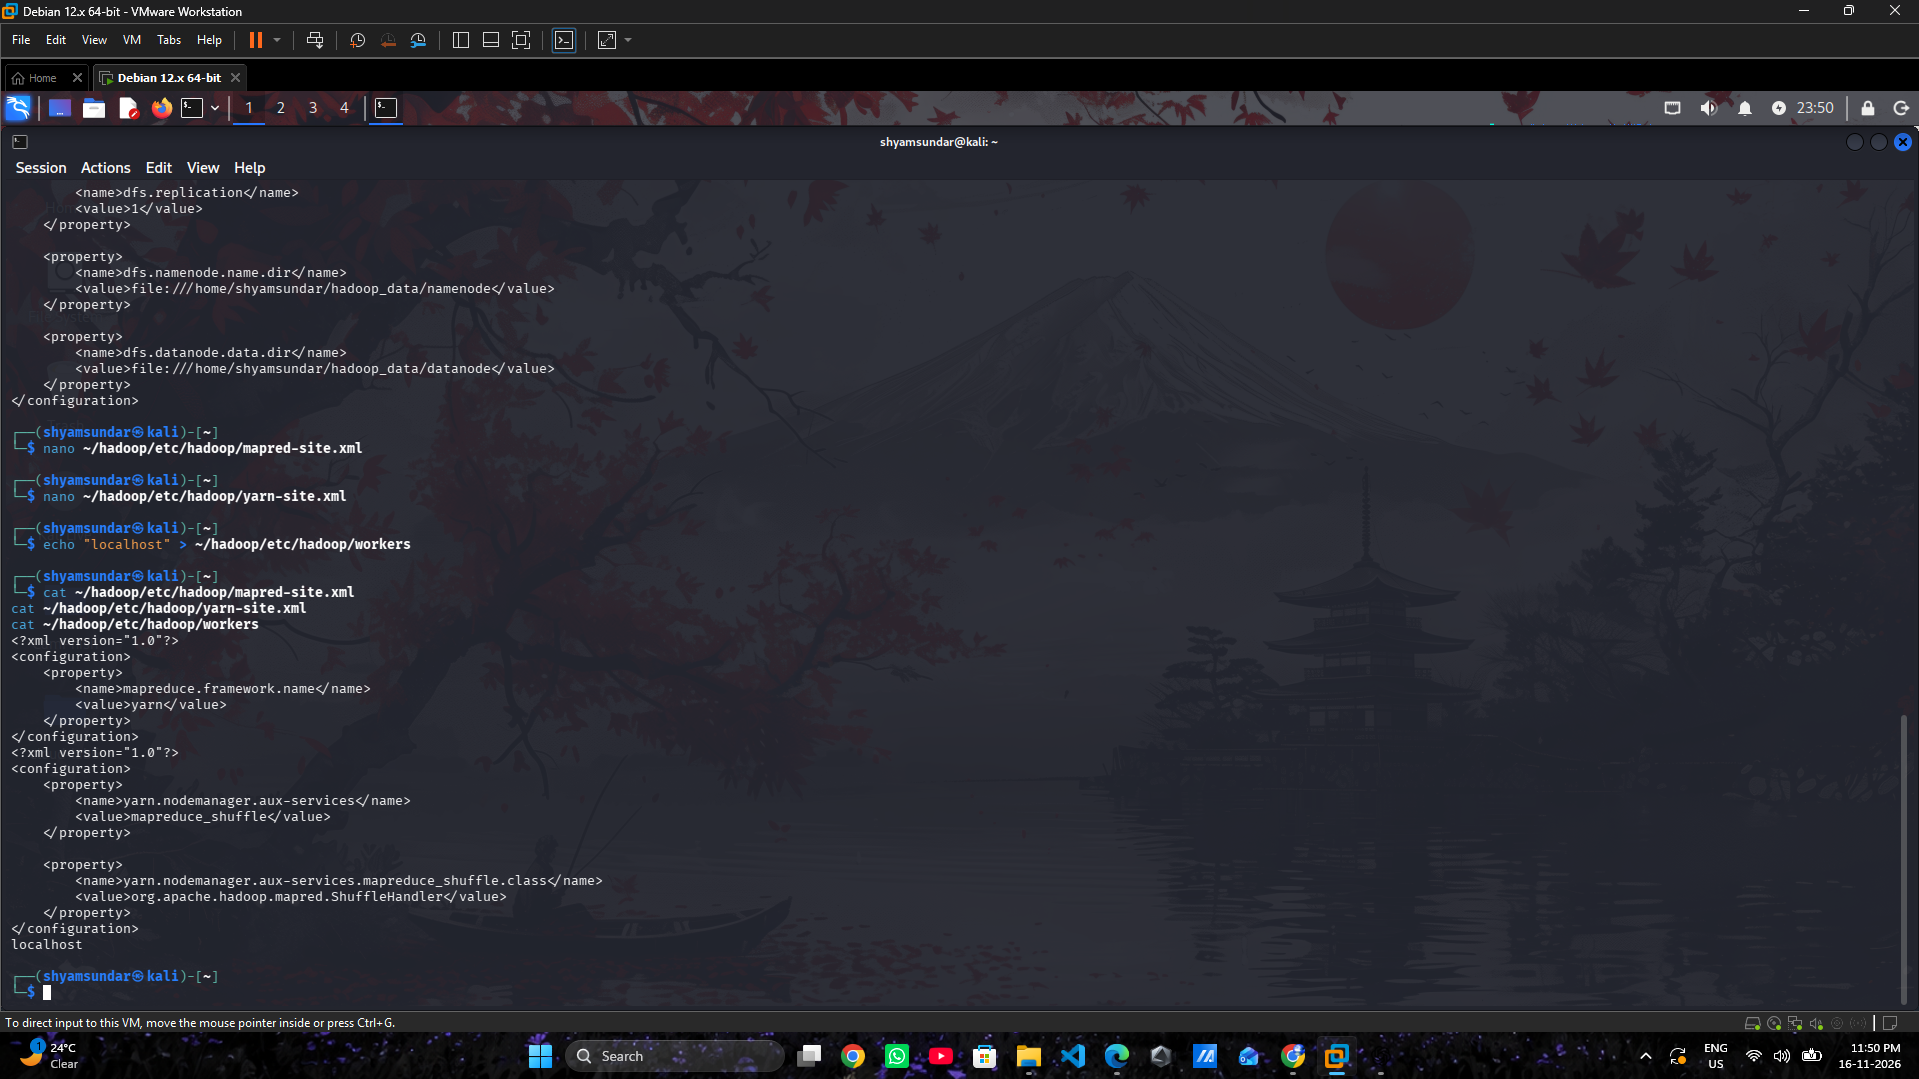 Debian 12.x 64-bit - VMware Workstation
File Edit View VM Tabs Help
Home Debian 12.x 64-bit
1 2 3 4 23:50
shyamsundar@kali: ~
Session Actions Edit View Help
<name>dfs.replication</name>
<value>1</value>
</property>
<property>
<name>dfs.namenode.name.dir</name>
<value>file:///home/shyamsundar/hadoop_data/namenode</value>
</property>
<property>
<name>dfs.datanode.data.dir</name>
<value>file:///home/shyamsundar/hadoop_data/datanode</value>
</property>
</configuration>
┌──(shyamsundar㉿kali)-[~]
└─$ nano ~/hadoop/etc/hadoop/mapred-site.xml
┌──(shyamsundar㉿kali)-[~]
└─$ nano ~/hadoop/etc/hadoop/yarn-site.xml
┌──(shyamsundar㉿kali)-[~]
└─$ echo "localhost" > ~/hadoop/etc/hadoop/workers
┌──(shyamsundar㉿kali)-[~]
└─$ cat ~/hadoop/etc/hadoop/mapred-site.xml
cat ~/hadoop/etc/hadoop/yarn-site.xml
cat ~/hadoop/etc/hadoop/workers
<?xml version="1.0"?>
<configuration>
<property>
<name>mapreduce.framework.name</name>
<value>yarn</value>
</property>
</configuration>
<?xml version="1.0"?>
<configuration>
<property>
<name>yarn.nodemanager.aux-services</name>
<value>mapreduce_shuffle</value>
</property>
<property>
<name>yarn.nodemanager.aux-services.mapreduce_shuffle.class</name>
<value>org.apache.hadoop.mapred.ShuffleHandler</value>
</property>
</configuration>
localhost
┌──(shyamsundar㉿kali)-[~]
└─$
To direct input to this VM, move the mouse pointer inside or press Ctrl+G.
1 24°C
Clear
Search
ENG
US
11:50 PM
16-11-2026